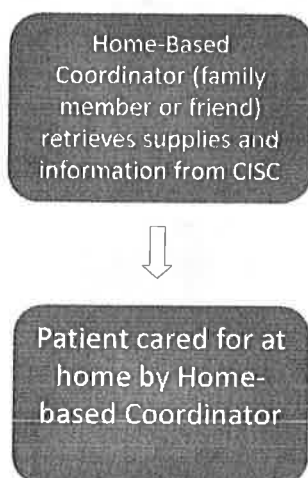 Home-Based
Coordinator (family
member or friend)
retrieves supplies and
information from CISC
Patient cared for at
home by Home-
based Coordinator